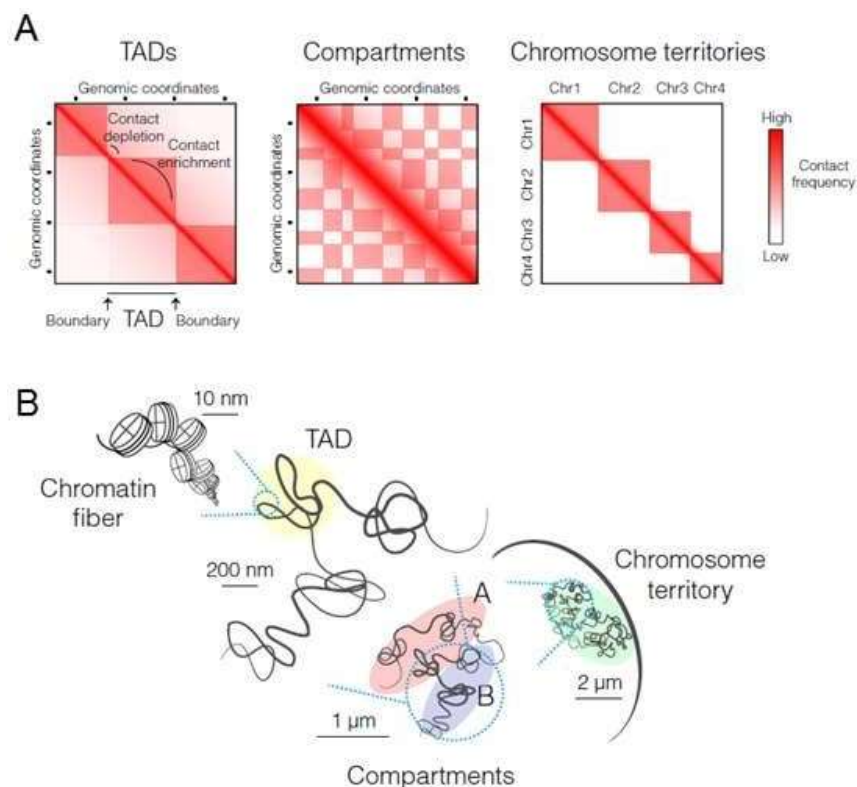 A
TADs
Compartments
Chromosome territories
Genomic coordinates
Genomic coordinates
Chr1 Chr2 Chr3 Chr4
Genomic coordinates
Contact
depletion
Contact
enrichment
Genomic coordinates
Chr1
Chr2
Chr3
Chr4
High
Contact
frequency
Low
Boundary TAD Boundary
B
10 nm
TAD
Chromatin
fiber
200 nm
Chromosome
territory
A
B
2 μm
1 μm
Compartments